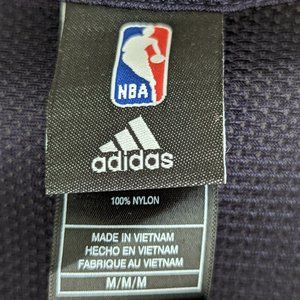 NBA
adidas
100% NYLON
MADE IN VIETNAM
HECHO EN VIETNAM
FABRIQUE AU VIETNAM
M/M/M